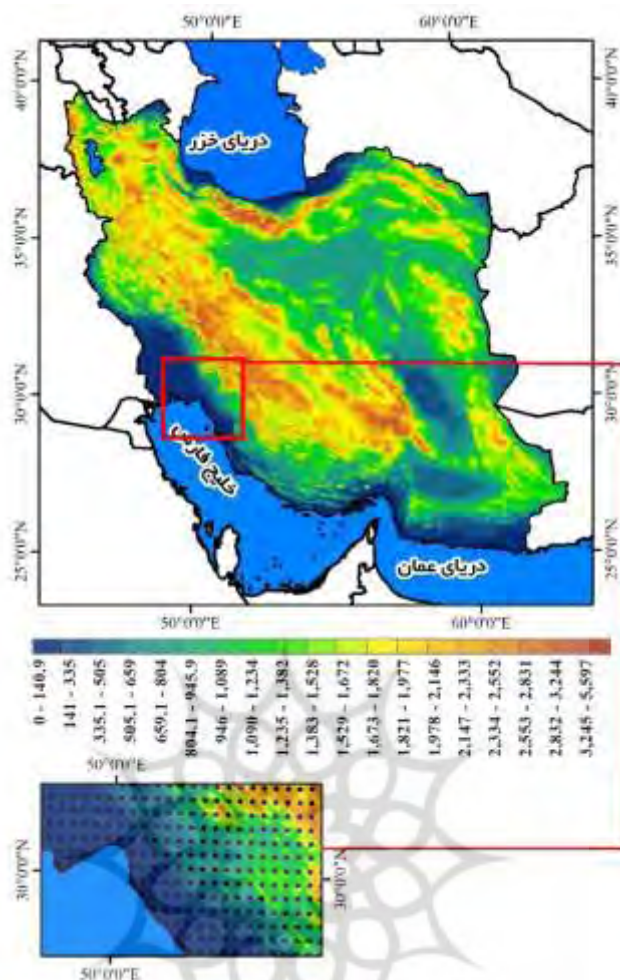 50°0'0"E
60°0'0"E
40°0'0"N
40°0'0"N
دریای خزر
35°0'0"N
35°0'0"N
30°0'0"N
30°0'0"N
خلیج فارس
25°0'0"N
25°0'0"N
دریای عمان
50°0'0"E
60°0'0"E
0 - 140.9
141 - 335
335.1 - 505
505.1 - 659
659.1 - 804
804.1 - 945.9
946 - 1,089
1,090 - 1,234
1,235 - 1,382
1,383 - 1,528
1,529 - 1,672
1,673 - 1,820
1,821 - 1,977
1,978 - 2,146
2,147 - 2,333
2,334 - 2,552
2,553 - 2,831
2,832 - 3,244
3,245 - 5,597
50°0'0"E
30°0'0"N
30°0'0"N
50°0'0"E